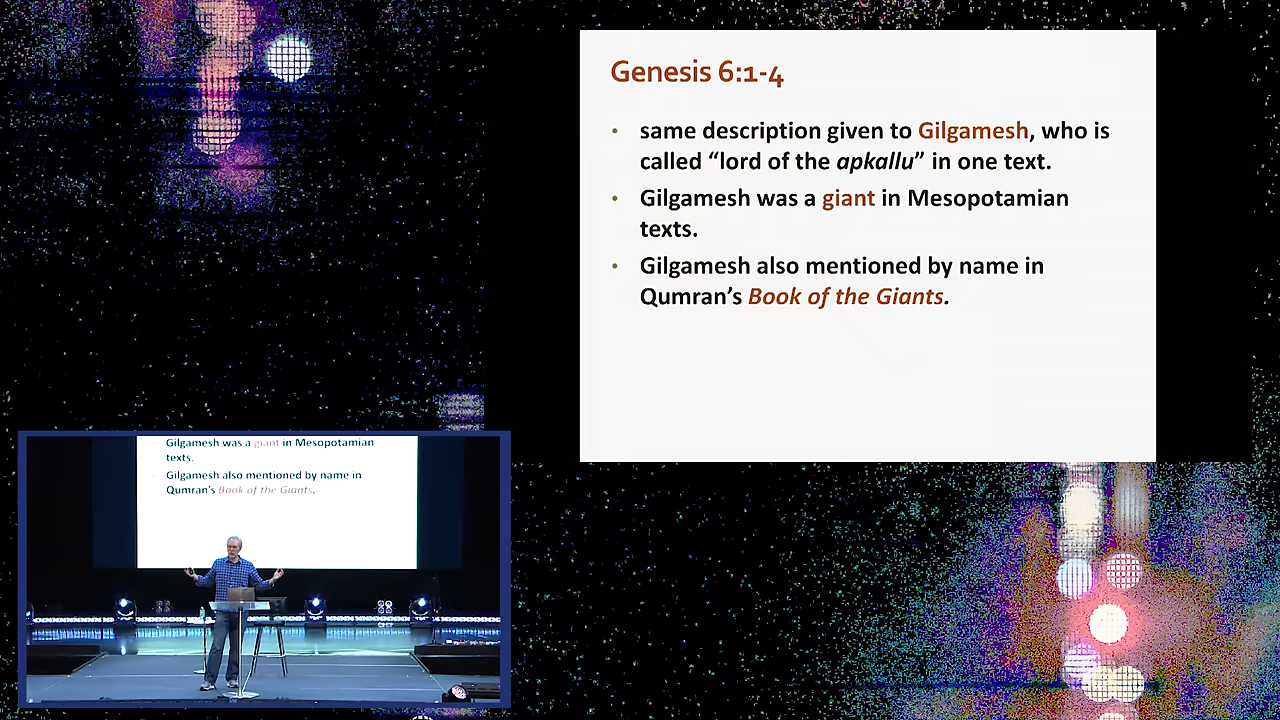 Genesis 6:1-4
• same description given to Gilgamesh, who is
called “lord of the apkallu” in one text.
• Gilgamesh was a giant in Mesopotamian
texts.
• Gilgamesh also mentioned by name in
Qumran’s Book of the Giants.
Gilgamesh was a giant in Mesopotamian
texts.
Gilgamesh also mentioned by name in
Qumran’s Book of the Giants.